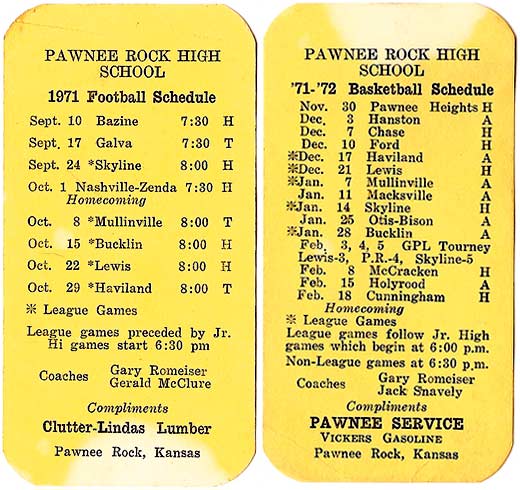 PAWNEE ROCK HIGH
SCHOOL
1971 Football Schedule
Sept. 10 Bazine 7:30 H
Sept. 17 Galva 7:30 T
Sept. 24 *Skyline 8:00 H
Oct. 1 Nashville-Zenda 7:30 H
Homecoming
Oct. 8 *Mullinville 8:00 T
Oct. 15 *Bucklin 8:00 H
Oct. 22 *Lewis 8:00 H
Oct. 29 *Haviland 8:00 T
※ League Games
League games preceded by Jr.
Hi games start 6:30 pm
Coaches Gary Romeiser
Gerald McClure
Compliments
Clutter-Lindas Lumber
Pawnee Rock, Kansas
PAWNEE ROCK HIGH
SCHOOL
'71-'72 Basketball Schedule
Nov. 30 Pawnee Heights H
Dec. 3 Hanston A
Dec. 7 Chase H
Dec. 10 Ford H
※Dec. 17 Haviland A
※Dec. 21 Lewis H
※Jan. 7 Mullinville A
Jan. 11 Macksville A
※Jan. 14 Skyline H
Jan. 25 Otis-Bison A
※Jan. 28 Bucklin A
Feb. 3, 4, 5 GPL Tourney
Lewis-3, P.R.-4, Skyline-5
Feb. 8 McCracken H
Feb. 15 Holyrood A
Feb. 18 Cunningham H
Homecoming
※ League Games
League games follow Jr. High
games which begin at 6:00 p.m.
Non-League games at 6:30 p.m.
Coaches Gary Romeiser
Jack Snavely
Compliments
PAWNEE SERVICE
VICKERS GASOLINE
Pawnee Rock, Kansas